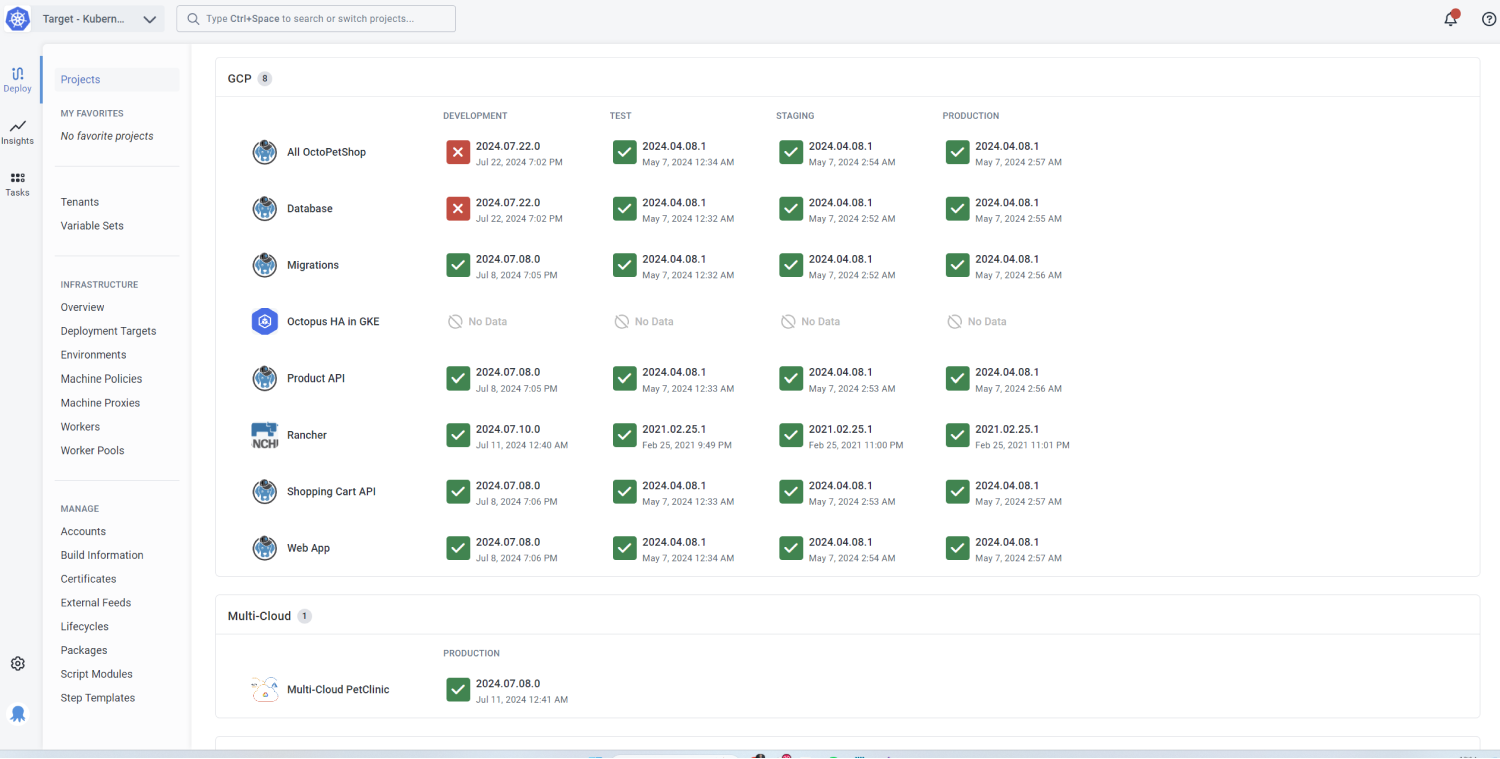 Target - Kubern...
Type Ctrl+Space to search or switch projects...
Deploy
Insights
Tasks
Projects
MY FAVORITES
No favorite projects
Tenants
Variable Sets
INFRASTRUCTURE
Overview
Deployment Targets
Environments
Machine Policies
Machine Proxies
Workers
Worker Pools
MANAGE
Accounts
Build Information
Certificates
External Feeds
Lifecycles
Packages
Script Modules
Step Templates
GCP 8
DEVELOPMENT TEST STAGING PRODUCTION
All OctoPetShop 2024.07.22.0 2024.04.08.1 2024.04.08.1 2024.04.08.1
Jul 22, 2024 7:02 PM May 7, 2024 12:34 AM May 7, 2024 2:54 AM May 7, 2024 2:57 AM
Database 2024.07.22.0 2024.04.08.1 2024.04.08.1 2024.04.08.1
Jul 22, 2024 7:02 PM May 7, 2024 12:32 AM May 7, 2024 2:52 AM May 7, 2024 2:55 AM
Migrations 2024.07.08.0 2024.04.08.1 2024.04.08.1 2024.04.08.1
Jul 8, 2024 7:05 PM May 7, 2024 12:32 AM May 7, 2024 2:52 AM May 7, 2024 2:56 AM
Octopus HA in GKE No Data No Data No Data No Data
Product API 2024.07.08.0 2024.04.08.1 2024.04.08.1 2024.04.08.1
Jul 8, 2024 7:05 PM May 7, 2024 12:33 AM May 7, 2024 2:53 AM May 7, 2024 2:56 AM
NCHI Rancher 2024.07.10.0 2021.02.25.1 2021.02.25.1 2021.02.25.1
Jul 11, 2024 12:40 AM Feb 25, 2021 9:49 PM Feb 25, 2021 11:00 PM Feb 25, 2021 11:01 PM
Shopping Cart API 2024.07.08.0 2024.04.08.1 2024.04.08.1 2024.04.08.1
Jul 8, 2024 7:06 PM May 7, 2024 12:33 AM May 7, 2024 2:53 AM May 7, 2024 2:57 AM
Web App 2024.07.08.0 2024.04.08.1 2024.04.08.1 2024.04.08.1
Jul 8, 2024 7:06 PM May 7, 2024 12:34 AM May 7, 2024 2:54 AM May 7, 2024 2:57 AM
Multi-Cloud 1
PRODUCTION
Multi-Cloud PetClinic 2024.07.08.0
Jul 11, 2024 12:41 AM